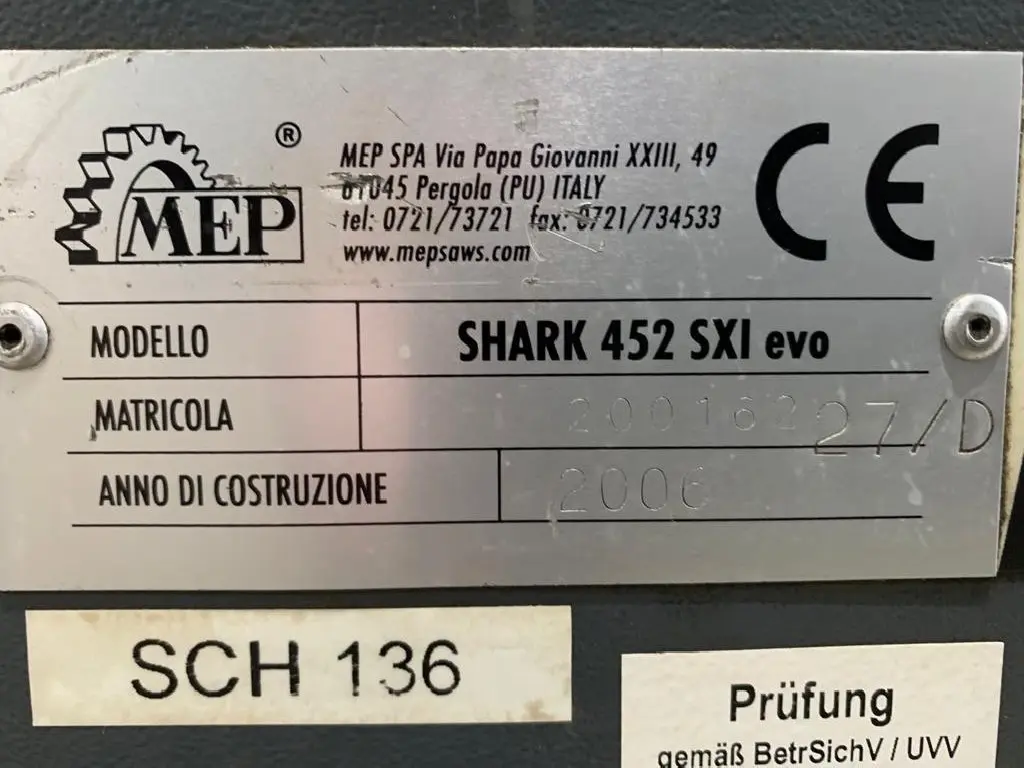 ®
MEP
MEP SPA Via Papa Giovanni XXIII, 49
61045 Pergola (PU) ITALY
tel: 0721/73721 fax: 0721/734533
www.mepsaws.com
CE
MODELLO SHARK 452 SXI evo
MATRICOLA 20016227/D
ANNO DI COSTRUZIONE 2006
SCH 136
Prüfung
gemäß BetrSichV / UVV